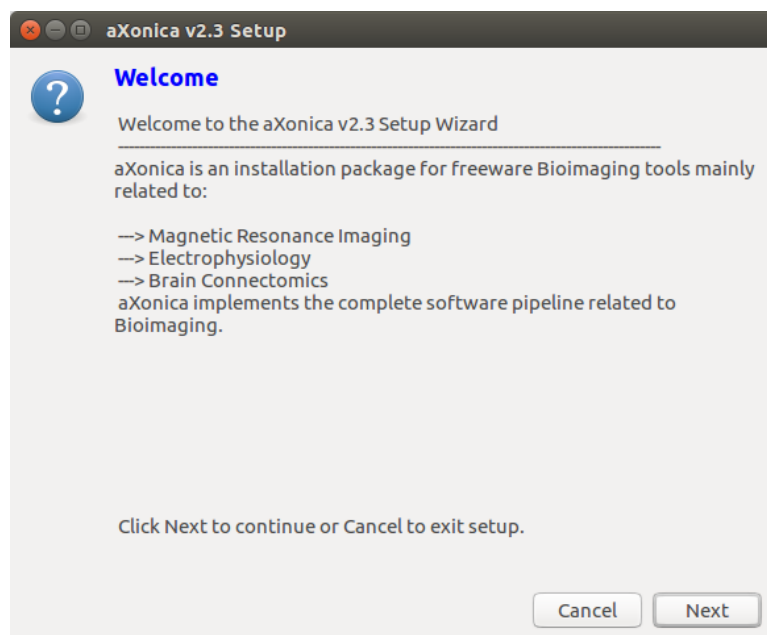 aXonica v2.3 Setup
Welcome
Welcome to the aXonica v2.3 Setup Wizard
aXonica is an installation package for freeware Bioimaging tools mainly
related to:
---> Magnetic Resonance Imaging
---> Electrophysiology
---> Brain Connectomics
aXonica implements the complete software pipeline related to
Bioimaging.
Click Next to continue or Cancel to exit setup.
Cancel Next